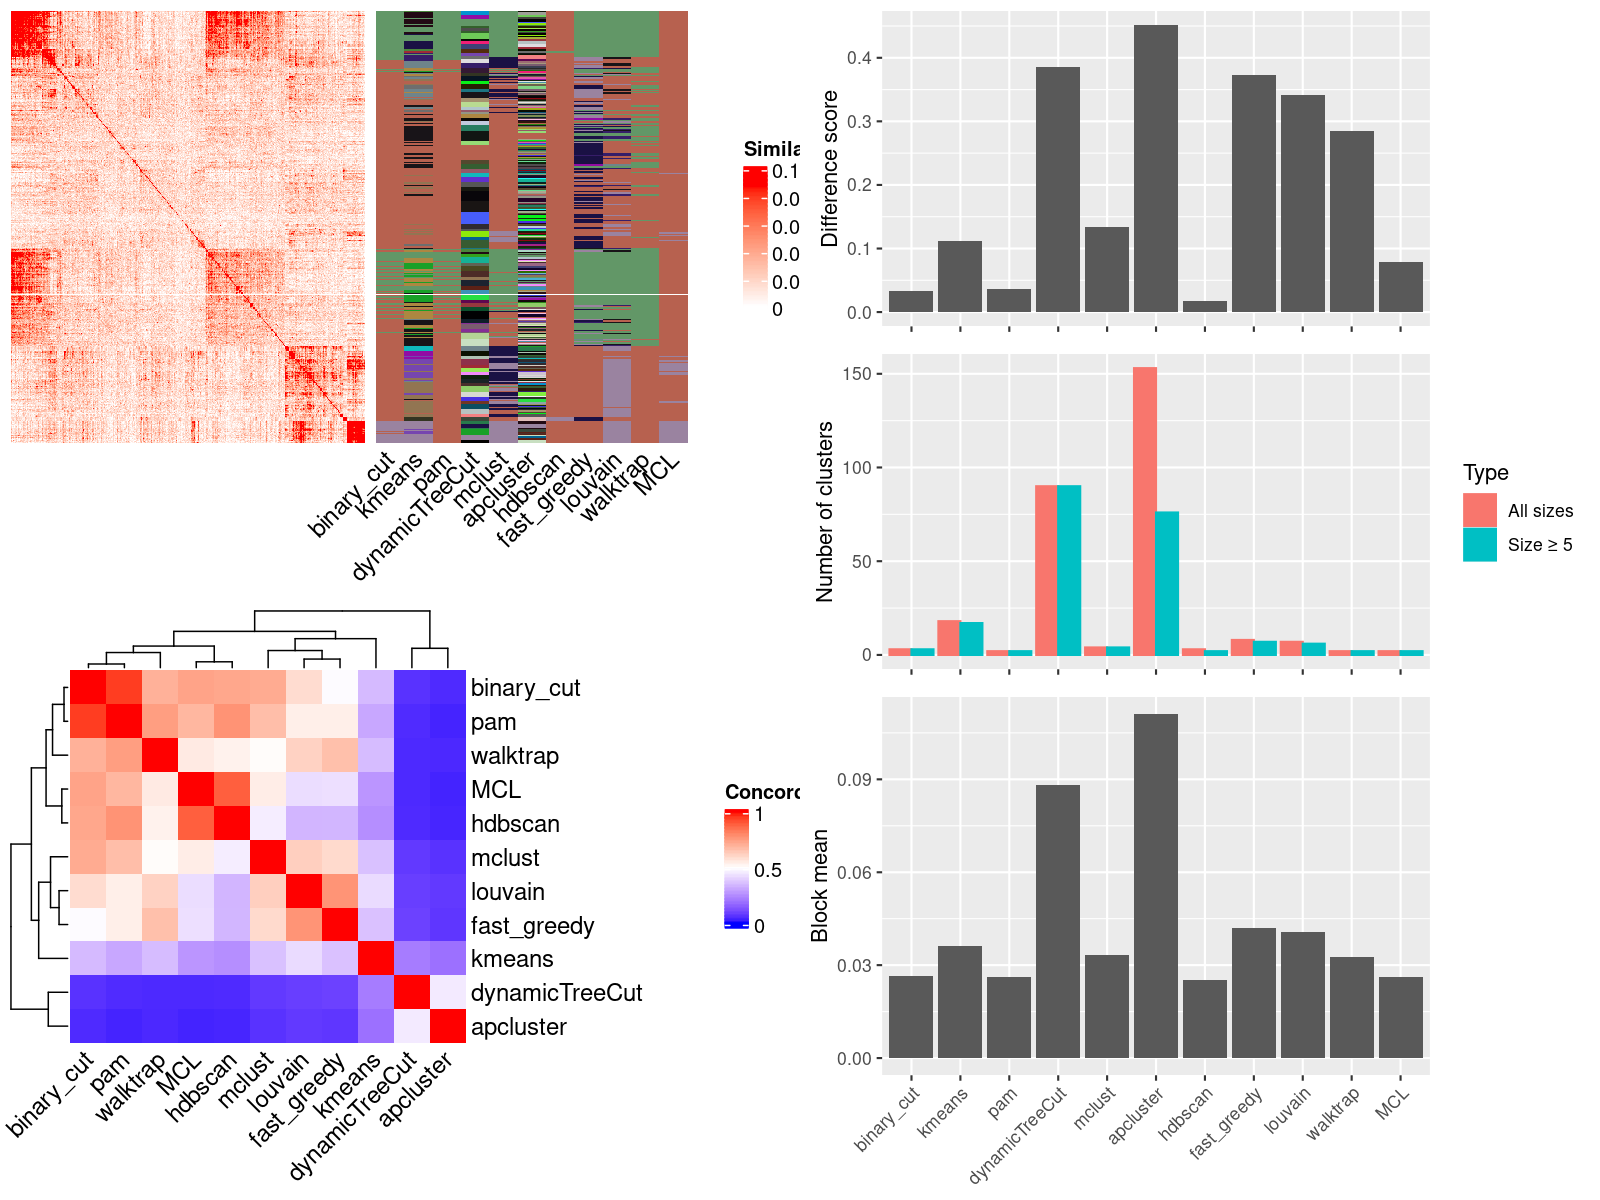 Simila
0.1
0.0
0.0
0.0
0.0
0
binary_cut
kmeans
pam
dynamicTreeCut
mclust
apcluster
hdbscan
fast_greedy
louvain
walktrap
MCL
binary_cut
pam
walktrap
MCL
hdbscan
mclust
louvain
fast_greedy
kmeans
dynamicTreeCut
apcluster
binary_cut
pam
walktrap
MCL
hdbscan
mclust
louvain
fast_greedy
kmeans
dynamicTreeCut
apcluster
Concord
1
0.5
0
Difference score
0.4
0.3
0.2
0.1
0.0
Number of clusters
150
100
50
0
Type
All sizes
Size ≥ 5
Block mean
0.09
0.06
0.03
0.00
binary_cut
kmeans
pam
dynamicTreeCut
mclust
apcluster
hdbscan
fast_greedy
louvain
walktrap
MCL